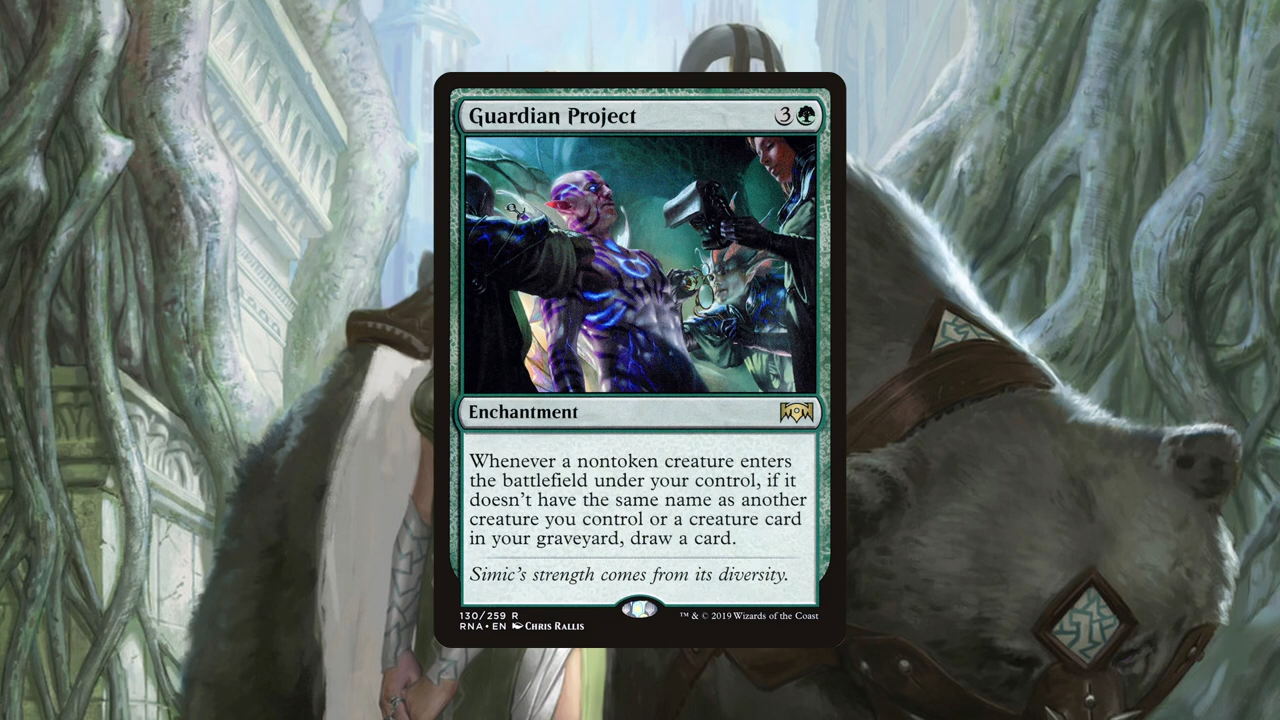 Guardian Project 3
Enchantment
Whenever a nontoken creature enters
the battlefield under your control, if it
doesn't have the same name as another
creature you control or a creature card
in your graveyard, draw a card.
Simic's strength comes from its diversity.
130/259 R
™ & © 2019 Wizards of the Coast
RNA • EN Chris Rallis